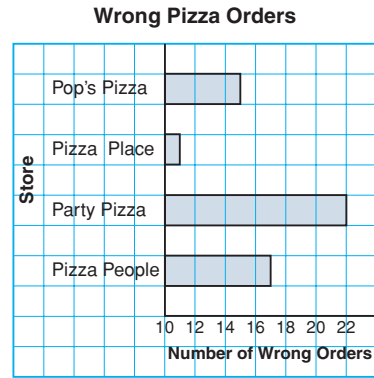 Wrong Pizza Orders
Store
Pop's Pizza
Pizza Place
Party Pizza
Pizza People
10 12 14 16 18 20 22
Number of Wrong Orders